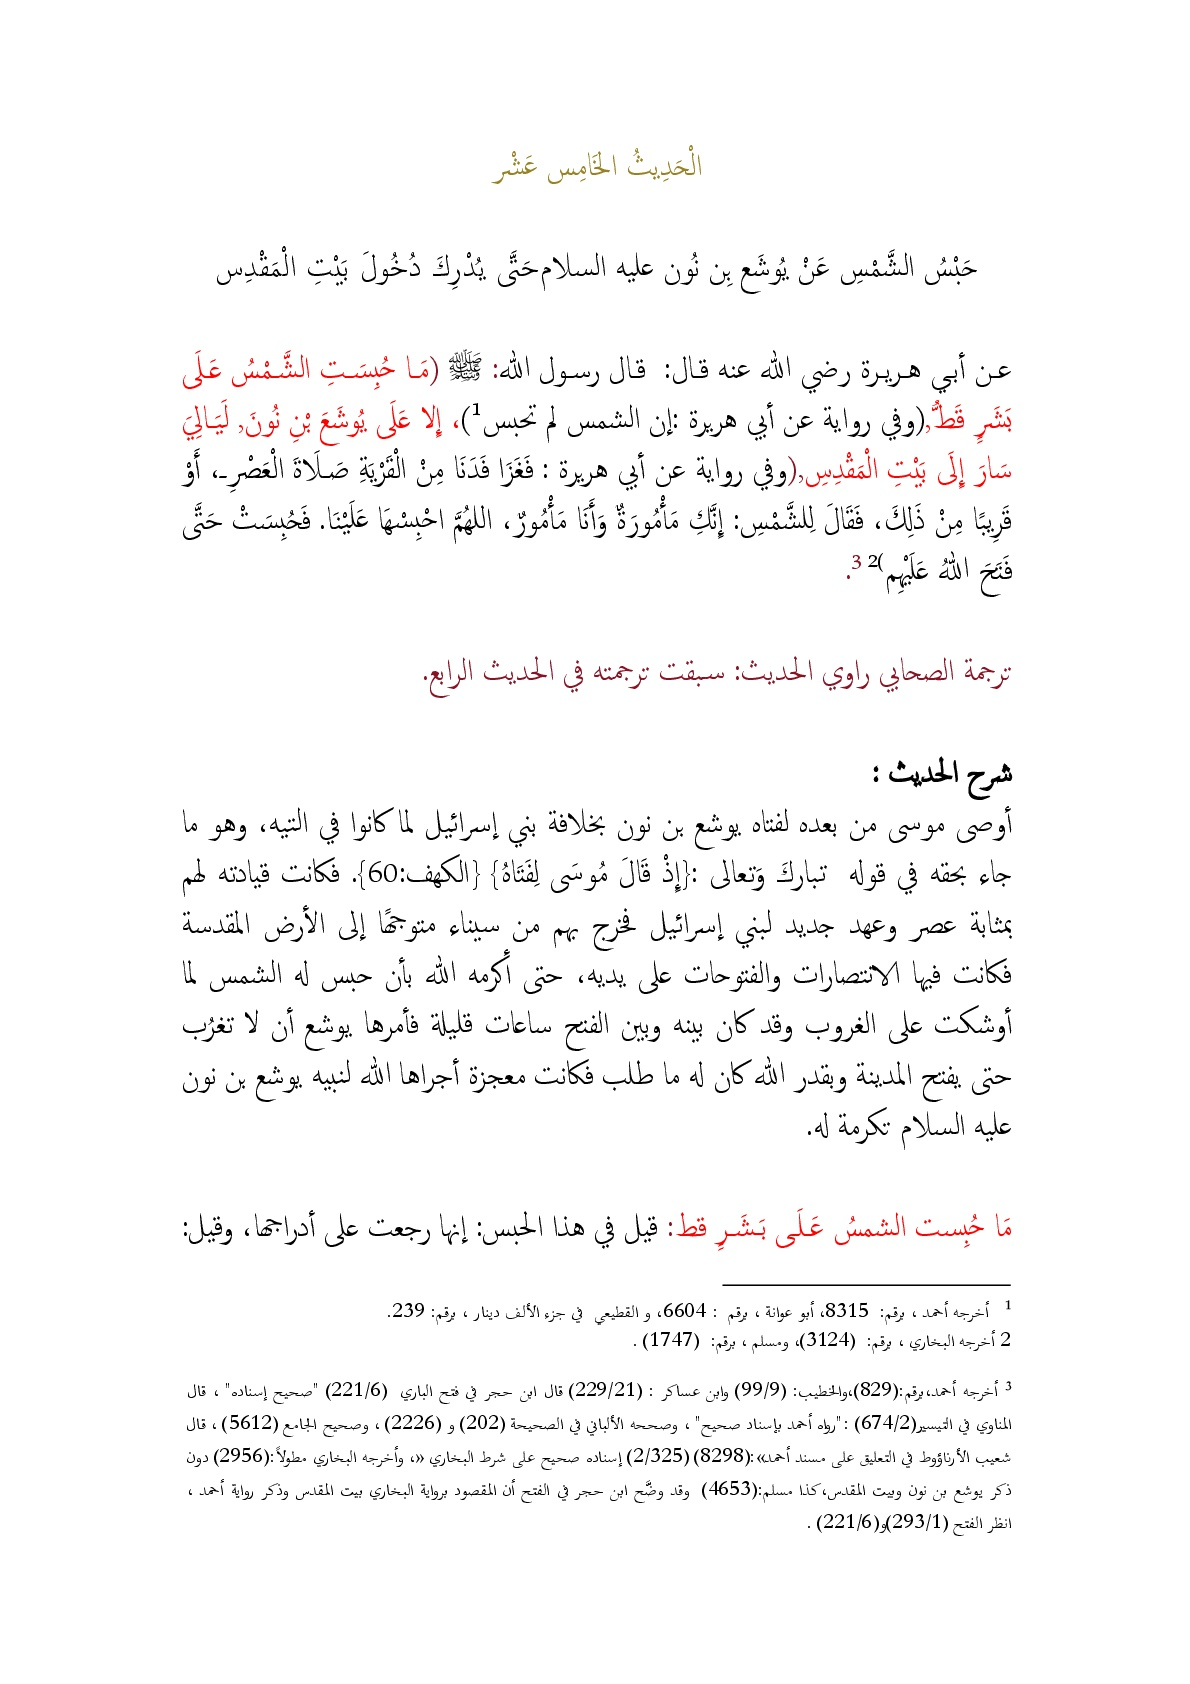 الْحَدِيثُ الخَامِس عَشْر
حَبْسُ الشَّمْسِ عَنْ يُوشَع بِن نُون عليه السلام حَتَّى يُدْرِكَ دُخُولَ بَيْتِ الْمَقْدِس
عن أبي هريرة رضي الله عنه قال: قال رسول الله: ﷺ (مَا حُبِسَتِ الشَّمْسُ عَلَى
بَشَرٍ قَطُّ,(وفي رواية عن أبي هريرة :إن الشمس لم تحبس1)، إِلا عَلَى يُوشَعَ بْنِ نُونَ, لَيَالِيَ
سَارَ إِلَى بَيْتِ الْمَقْدِسِ,(وفي رواية عن أبي هريرة : فَغَزَا فَدَنَا مِنْ الْقَرْيَةِ صَلَاةَ الْعَصْرِ-، أَوْ
قَرِيبًا مِنْ ذَلِكَ، فَقَالَ لِلشَّمْسِ: إِنَّكِ مَأْمُورَةٌ وَأَنَا مَأْمُورٌ، اللهُمَّ احْبِسْهَا عَلَيْنَا. فَحُبِسَتْ حَتَّى
فَتَحَ اللهُ عَلَيْهِم)2 3.
ترجمة الصحابي راوي الحديث: سبقت ترجمته في الحديث الرابع.
شرح الحديث :
أوصى موسى من بعده لفتاه يوشع بن نون بخلافة بني إسرائيل لما كانوا في التيه، وهو ما
جاء بحقه في قوله تبارك وَتعالى :{إِذْ قَالَ مُوسَى لِفَتَاهُ} {الكهف:60}. فكانت قيادته لهم
بمثابة عصر وعهد جديد لبني إسرائيل فخرج بهم من سيناء متوجهًا إلى الأرض المقدسة
فكانت فيها الانتصارات والفتوحات على يديه، حتى أكرمه الله بأن حبس له الشمس لما
أوشكت على الغروب وقد كان بينه وبين الفتح ساعات قليلة فأمرها يوشع أن لا تغرُب
حتى يفتح المدينة وبقدر الله كان له ما طلب فكانت معجزة أجراها الله لنبيه يوشع بن نون
عليه السلام تكرمة له.
مَا حُبِست الشمسُ عَلَى بَشَرٍ قط: قيل في هذا الحبس: إنها رجعت على أدراجها، وقيل:
1 أخرجه أحمد ، برقم: 8315، أبو عوانة ، برقم : 6604، و القطيعي في جزء الألف دينار ، برقم: 239.
2 أخرجه البخاري ، برقم: (3124)، ومسلم ، برقم: (1747) .
3 أخرجه أحمد،برقم:(829)،والخطيب: (99/9) وابن عساكر : (229/21) قال ابن حجر في فتح الباري (221/6) "صحيح إسناده" ، قال
المناوي في التيسير(674/2) :"رواه أحمد بإسناد صحيح" ، وصححه الألباني في الصحيحة (202) و (2226) ، وصحيح الجامع (5612) ، قال
شعيب الأرناؤوط في التعليق على مسند أحمد»:(8298) (2/325) إسناده صحيح على شرط البخاري «، وأخرجه البخاري مطولاً:(2956) دون
ذكر يوشع بن نون وبيت المقدس،كذا مسلم:(4653) وقد وضَّح ابن حجر في الفتح أن المقصود برواية البخاري بيت المقدس وذكر رواية أحمد ،
انظر الفتح (293/1)و(221/6) .